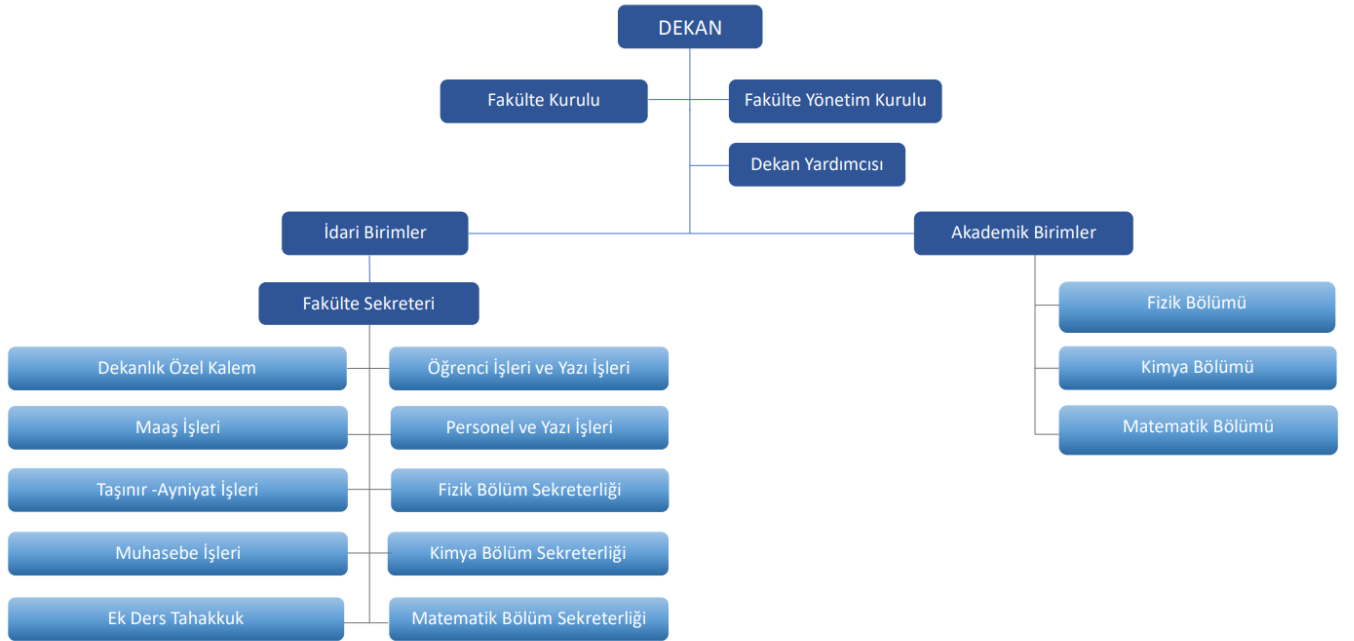 DEKAN
Fakülte Kurulu
Fakülte Yönetim Kurulu
Dekan Yardımcısı
İdari Birimler
Akademik Birimler
Fakülte Sekreteri
Fizik Bölümü
Kimya Bölümü
Matematik Bölümü
Dekanlık Özel Kalem
Öğrenci İşleri ve Yazı İşleri
Maaş İşleri
Personel ve Yazı İşleri
Taşınır -Ayniyat İşleri
Fizik Bölüm Sekreterliği
Muhasebe İşleri
Kimya Bölüm Sekreterliği
Ek Ders Tahakkuk
Matematik Bölüm Sekreterliği